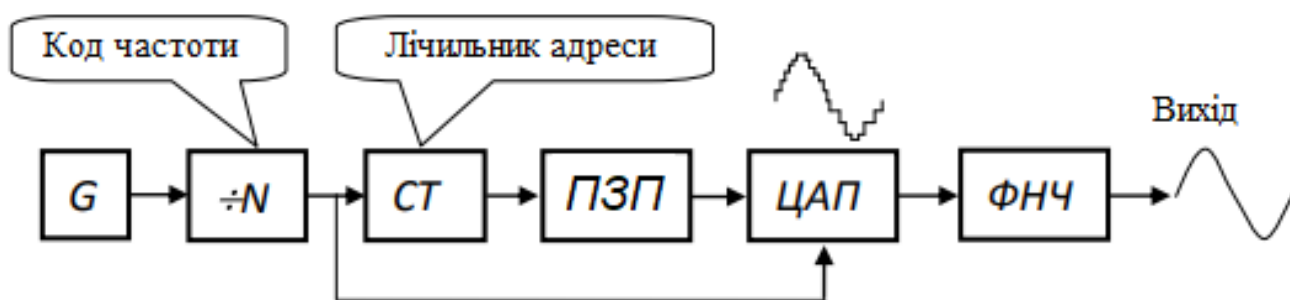 Код частоти
Лічильник адреси
Вихід
G
÷N
СТ
ПЗП
ЦАП
ФНЧ